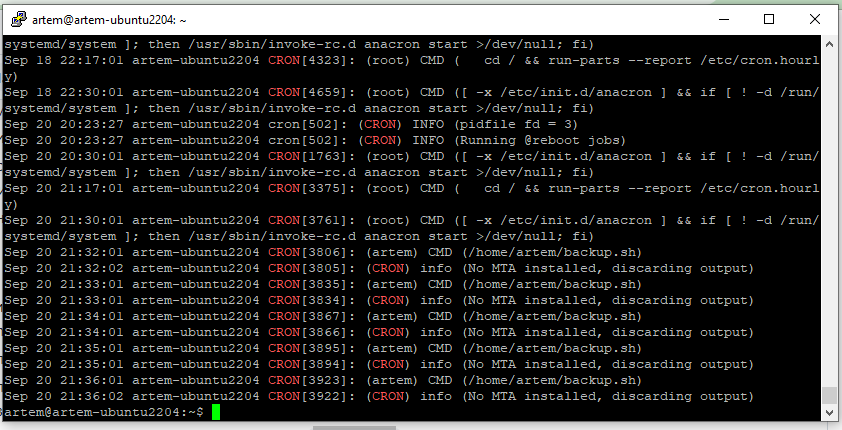 artem@artem-ubuntu2204: ~
systemd/system ]; then /usr/sbin/invoke-rc.d anacron start >/dev/null; fi)
Sep 18 22:17:01 artem-ubuntu2204 CRON[4323]: (root) CMD (   cd / && run-parts --report /etc/cron.hourl
y)
Sep 18 22:30:01 artem-ubuntu2204 CRON[4659]: (root) CMD ([ -x /etc/init.d/anacron ] && if [ ! -d /run/
systemd/system ]; then /usr/sbin/invoke-rc.d anacron start >/dev/null; fi)
Sep 20 20:23:27 artem-ubuntu2204 cron[502]: (CRON) INFO (pidfile fd = 3)
Sep 20 20:23:27 artem-ubuntu2204 cron[502]: (CRON) INFO (Running @reboot jobs)
Sep 20 20:30:01 artem-ubuntu2204 CRON[1763]: (root) CMD ([ -x /etc/init.d/anacron ] && if [ ! -d /run/
systemd/system ]; then /usr/sbin/invoke-rc.d anacron start >/dev/null; fi)
Sep 20 21:17:01 artem-ubuntu2204 CRON[3375]: (root) CMD (   cd / && run-parts --report /etc/cron.hourl
y)
Sep 20 21:30:01 artem-ubuntu2204 CRON[3761]: (root) CMD ([ -x /etc/init.d/anacron ] && if [ ! -d /run/
systemd/system ]; then /usr/sbin/invoke-rc.d anacron start >/dev/null; fi)
Sep 20 21:32:01 artem-ubuntu2204 CRON[3806]: (artem) CMD (/home/artem/backup.sh)
Sep 20 21:32:02 artem-ubuntu2204 CRON[3805]: (CRON) info (No MTA installed, discarding output)
Sep 20 21:33:01 artem-ubuntu2204 CRON[3835]: (artem) CMD (/home/artem/backup.sh)
Sep 20 21:33:01 artem-ubuntu2204 CRON[3834]: (CRON) info (No MTA installed, discarding output)
Sep 20 21:34:01 artem-ubuntu2204 CRON[3867]: (artem) CMD (/home/artem/backup.sh)
Sep 20 21:34:01 artem-ubuntu2204 CRON[3866]: (CRON) info (No MTA installed, discarding output)
Sep 20 21:35:01 artem-ubuntu2204 CRON[3895]: (artem) CMD (/home/artem/backup.sh)
Sep 20 21:35:01 artem-ubuntu2204 CRON[3894]: (CRON) info (No MTA installed, discarding output)
Sep 20 21:36:01 artem-ubuntu2204 CRON[3923]: (artem) CMD (/home/artem/backup.sh)
Sep 20 21:36:02 artem-ubuntu2204 CRON[3922]: (CRON) info (No MTA installed, discarding output)
artem@artem-ubuntu2204:~$